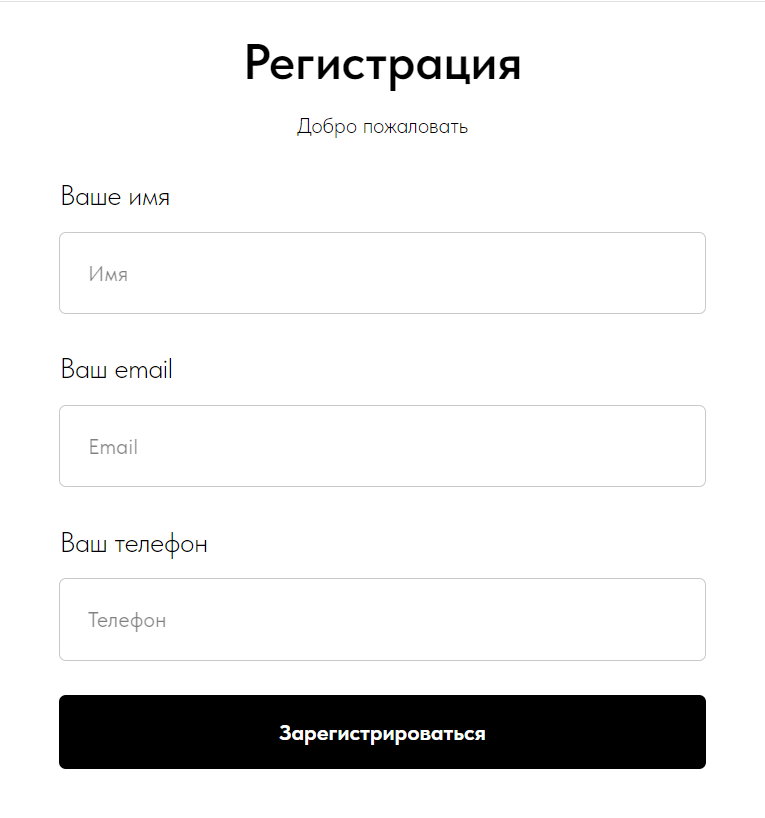 Регистрация
Добро пожаловать
Ваше имя
Имя
Ваш email
Email
Ваш телефон
Телефон
Зарегистрироваться